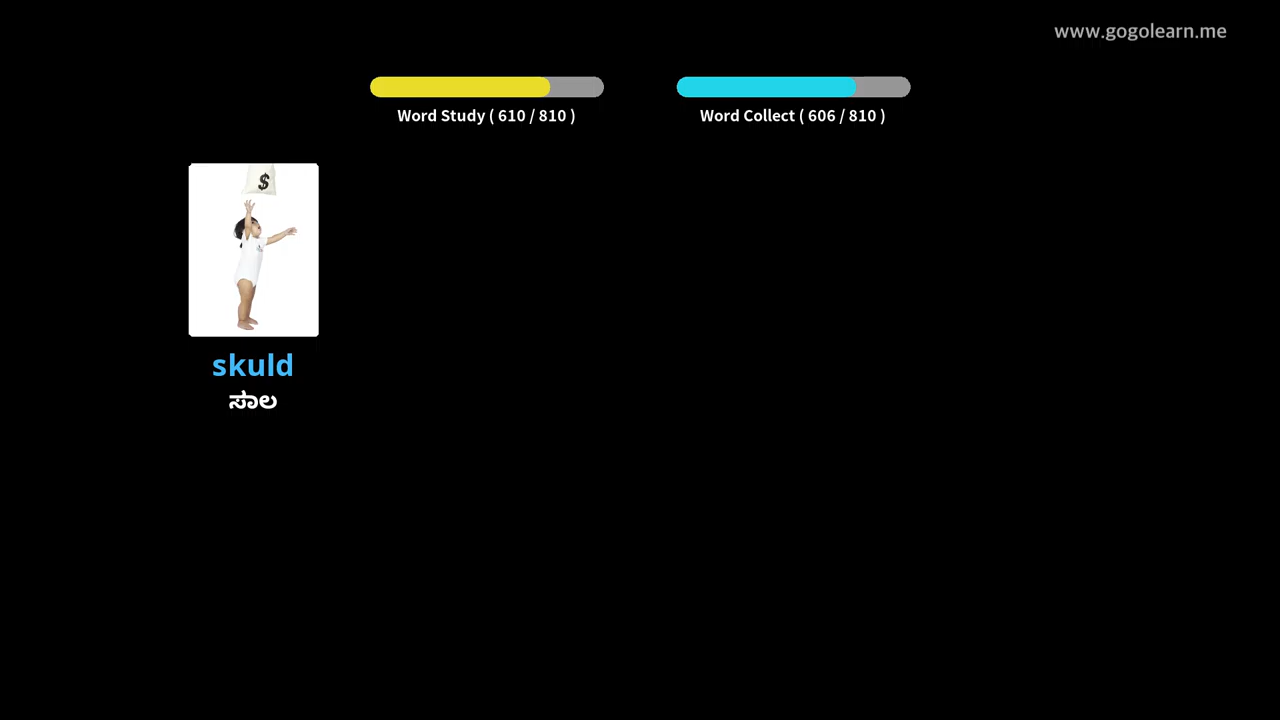 www.gogolearn.me
Word Study ( 610 / 810 )
Word Collect ( 606 / 810 )
$
skuld
ಸಾಲ